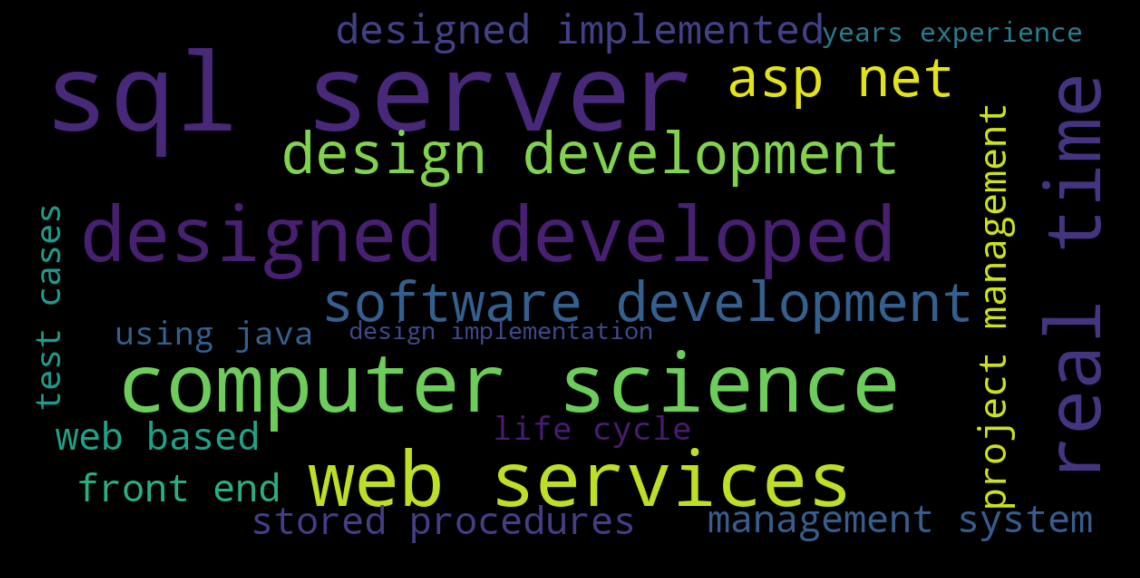 designed implemented
years experience
sql server
asp net
design development
project management
real time
designed developed
test cases
software development
using java
design implementation
computer science
life cycle
web based
web services
front end
stored procedures
management system